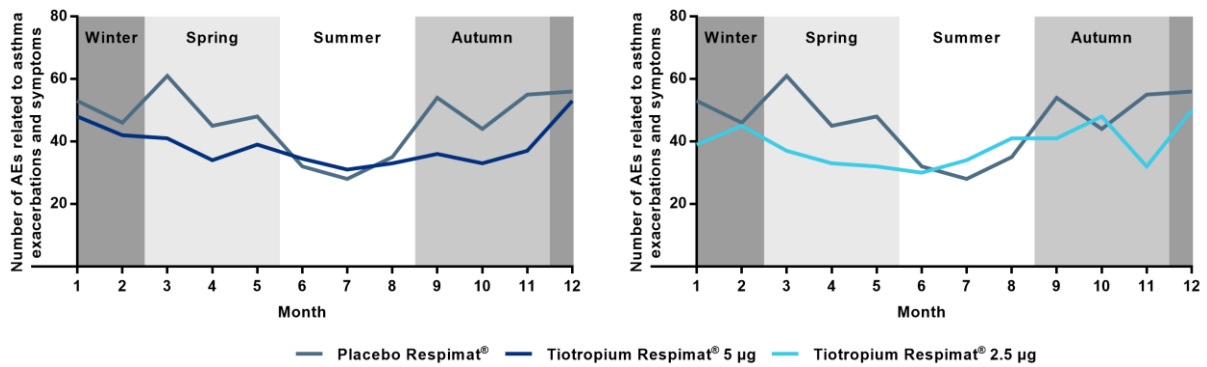 Number of AEs related to asthma
exacerbations and symptoms
80
60
40
20
Winter
Spring
Summer
Autumn
1 2 3 4 5 6 7 8 9 10 11 12
Month
Number of AEs related to asthma
exacerbations and symptoms
80
60
40
20
Winter
Spring
Summer
Autumn
1 2 3 4 5 6 7 8 9 10 11 12
Month
Placebo Respimat® Tiotropium Respimat® 5 µg Tiotropium Respimat® 2.5 µg